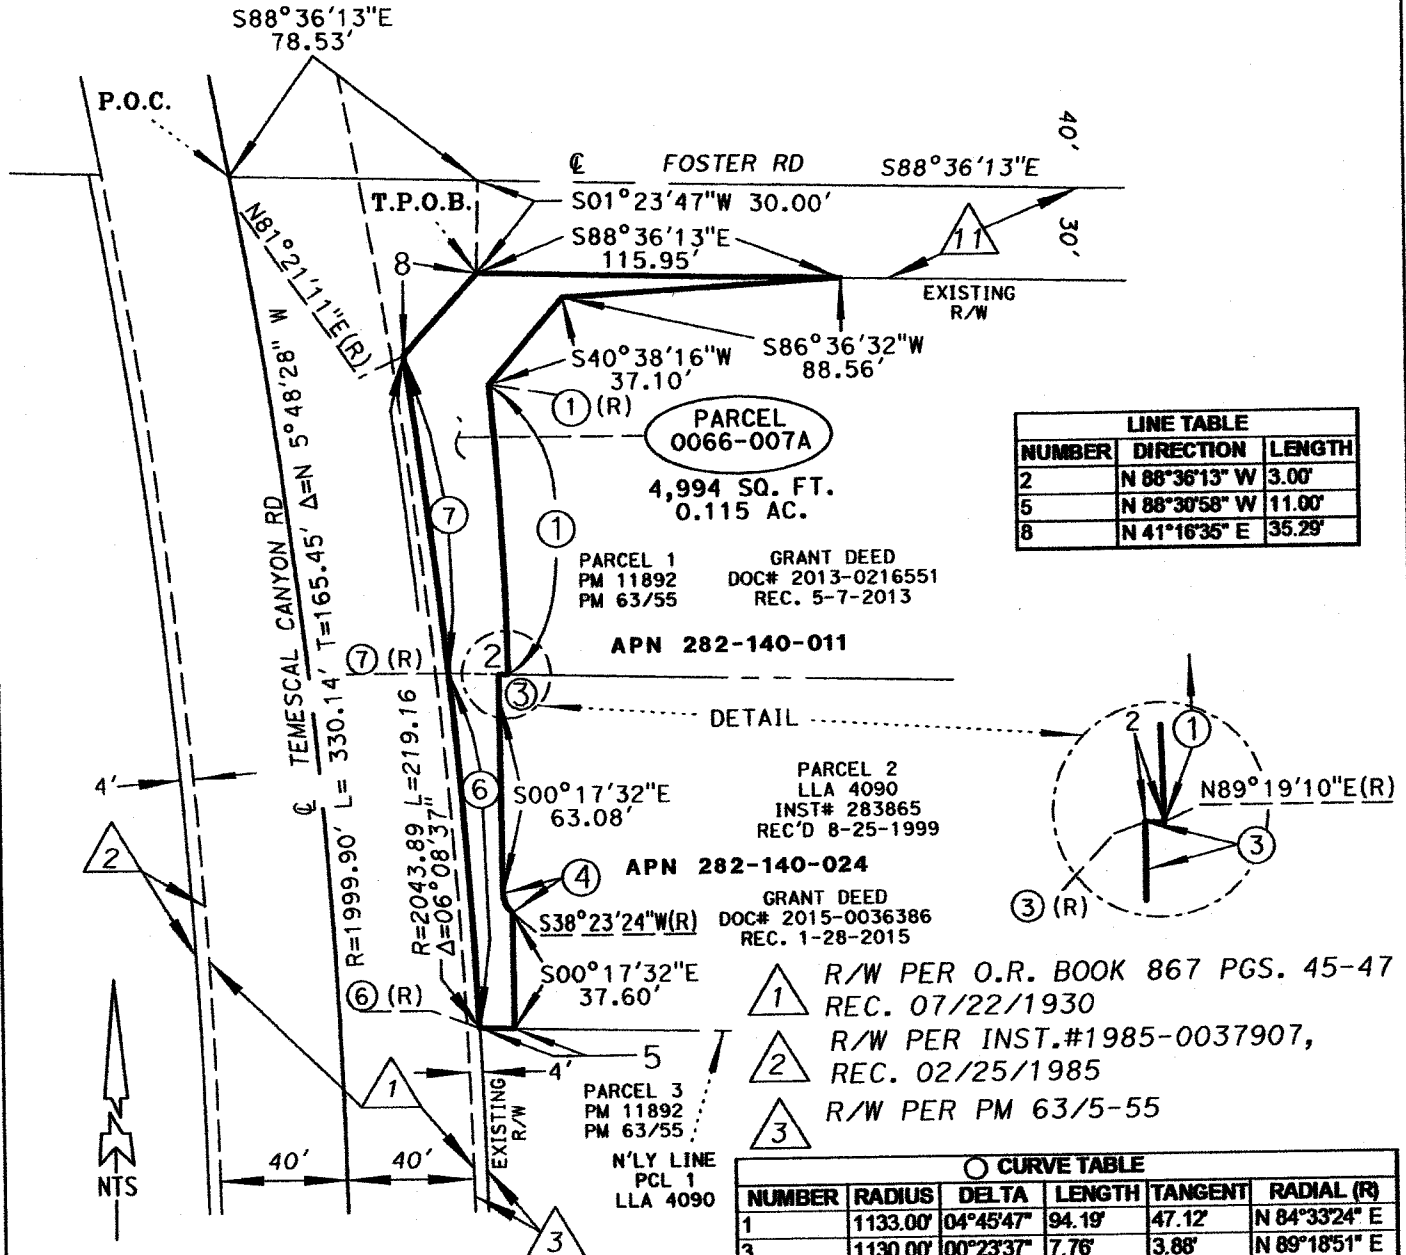 S88°36'13"E
78.53'
P.O.C.
℄ FOSTER RD S88°36'13"E
40'
T.P.O.B.
S01°23'47"W 30.00'
N81°21'11"E(R)
S88°36'13"E
115.95'
11
30'
8
EXISTING
R/W
S40°38'16"W
37.10'
S86°36'32"W
88.56'
1 (R)
PARCEL
0066-007A
4,994 SQ. FT.
0.115 AC.
LINE TABLE
NUMBER DIRECTION LENGTH
2 N 88°36'13" W 3.00'
5 N 88°30'58" W 11.00'
8 N 41°16'35" E 35.29'
7
1
PARCEL 1
PM 11892
PM 63/55
GRANT DEED
DOC# 2013-0216551
REC. 5-7-2013
APN 282-140-011
℄ TEMESCAL CANYON RD
R=1999.90' L= 330.14' T=165.45' Δ=N 5°48'28" W
7 (R)
2
3
DETAIL
2
1
N89°19'10"E(R)
3
3 (R)
4'
R=2043.89 L=219.16
Δ=06°08'37"
6
S00°17'32"E
63.08'
PARCEL 2
LLA 4090
INST# 283865
REC'D 8-25-1999
2
4
APN 282-140-024
S38°23'24"W(R)
GRANT DEED
DOC# 2015-0036386
REC. 1-28-2015
S00°17'32"E
37.60'
6 (R)
1 R/W PER O.R. BOOK 867 PGS. 45-47
REC. 07/22/1930
2 R/W PER INST.#1985-0037907,
REC. 02/25/1985
3 R/W PER PM 63/5-55
5
4'
1
EXISTING
R/W
PARCEL 3
PM 11892
PM 63/55
N'LY LINE
PCL 1
LLA 4090
N
NTS
40' 40'
3
CURVE TABLE
NUMBER RADIUS DELTA LENGTH TANGENT RADIAL (R)
1 1133.00' 04°45'47" 94.19' 47.12' N 84°33'24" E
3 1130.00' 00°23'37" 7.76' 3.88' N 89°18'51" E